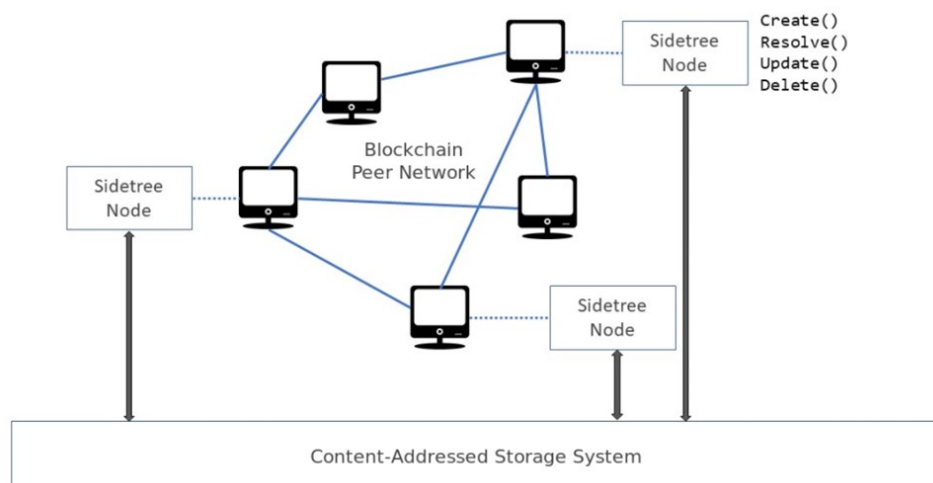 Sidetree
Node
Create()
Resolve()
Update()
Delete()
Blockchain
Peer Network
Sidetree
Node
Sidetree
Node
Content-Addressed Storage System